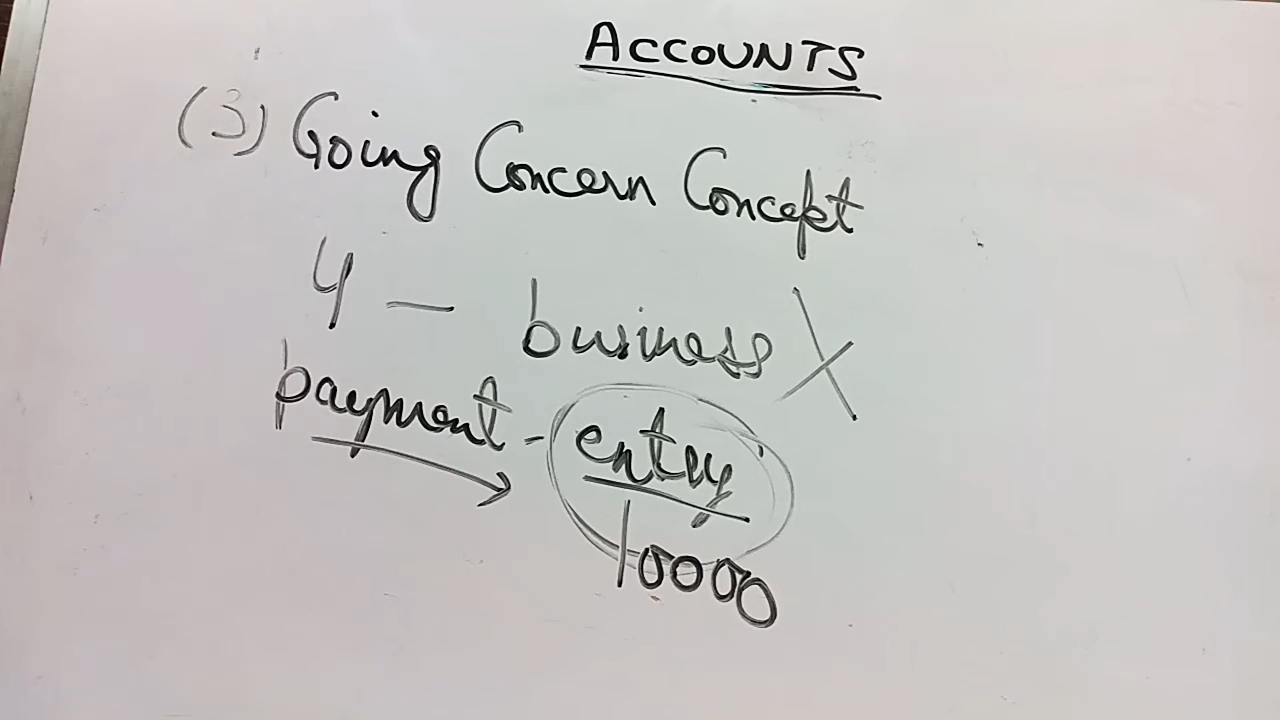 ACCOUNTS
(3) Going Concern Concept
4 — business X
payment - entry
10000